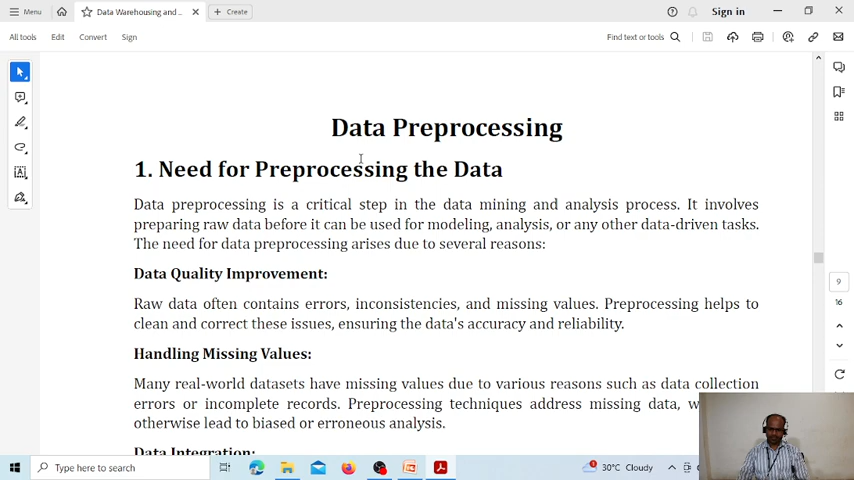 Menu
Data Warehousing and ...
Create
Sign in
All tools
Edit
Convert
Sign
Find text or tools
Data Preprocessing
1. Need for Preprocessing the Data
Data preprocessing is a critical step in the data mining and analysis process. It involves
preparing raw data before it can be used for modeling, analysis, or any other data-driven tasks.
The need for data preprocessing arises due to several reasons:
Data Quality Improvement:
Raw data often contains errors, inconsistencies, and missing values. Preprocessing helps to
clean and correct these issues, ensuring the data's accuracy and reliability.
Handling Missing Values:
Many real-world datasets have missing values due to various reasons such as data collection
errors or incomplete records. Preprocessing techniques address missing data,
otherwise lead to biased or erroneous analysis.
Data Integration:
9
16
Type here to search
30°C Cloudy